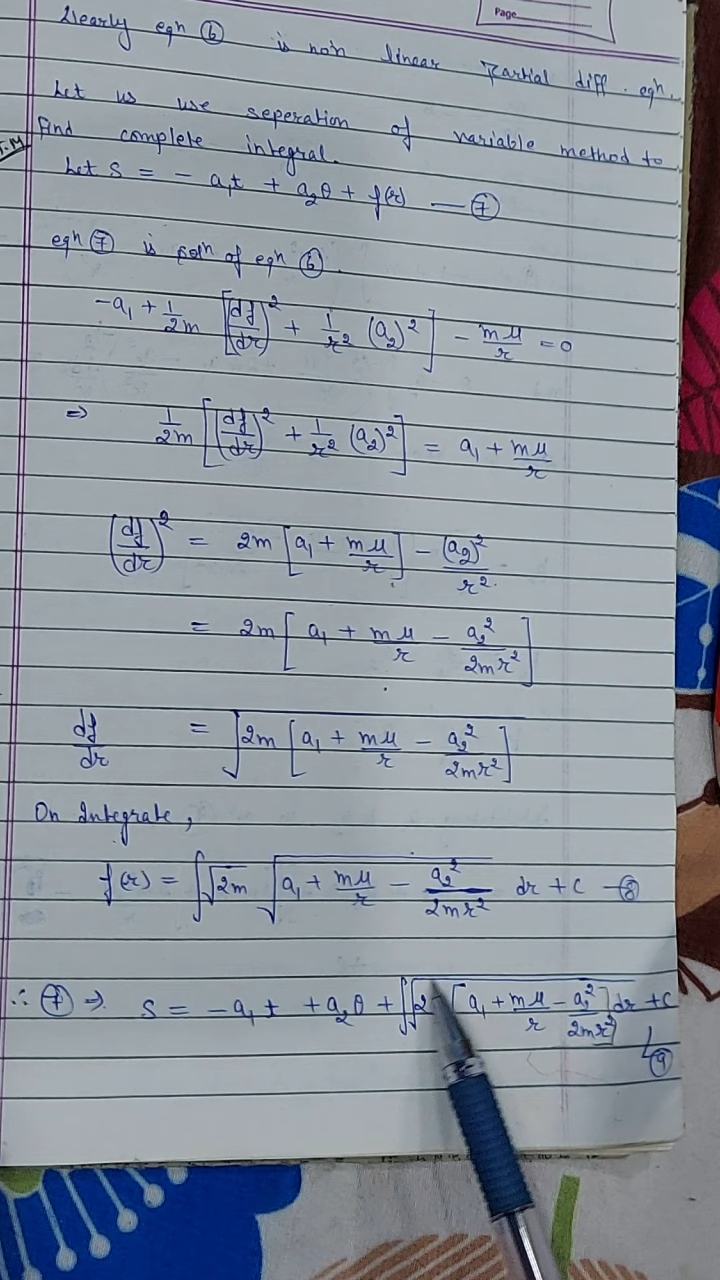 Page
Clearly eqn ⑥ is non linear Partial diff. eqn.
Let us use seperation of variable method to
find complete integral.
Let S = - a₁t + a₂θ + f(r) — ⑦
eqn ⑦ is soln of eqn ⑥.
-a₁ + 1/2m [(df/dr)² + 1/r² (a₂)²] - mμ/r = 0
⇒ 1/2m [(df/dr)² + 1/r² (a₂)²] = a₁ + mμ/r
(df/dr)² = 2m [a₁ + mμ/r] - (a₂)²/r²
= 2m [a₁ + mμ/r - a₂²/2mr²]
df/dr = √(2m [a₁ + mμ/r - a₂²/2mr²])
On Integrate,
f(r) = ∫√2m √(a₁ + mμ/r - a₂²/2mr²) dr + C — ⑧
∴ ⑦ ⇒ S = -a₁t + a₂θ + ∫√(2 [a₁ + mμ/r - a₂²/2mr²]) dr + C
⑨